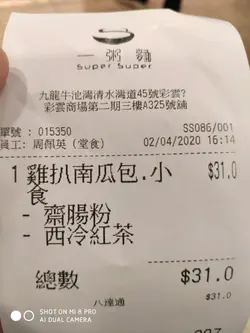 一粥麵
Super Super
九龍牛池灣清水灣道45號彩雲?
彩雲商場第二期三樓A325號舖
單號 : 015350 SS086/001
員工: 周佩英(堂食) 02/04/2020 16:14
1 雞扒南瓜包.小食 $31.0
- 齋腸粉
- 西冷紅茶
總數 $31.0
八達通 $31.0
SHOT ON MI 8 PRO
AI DUAL CAMERA